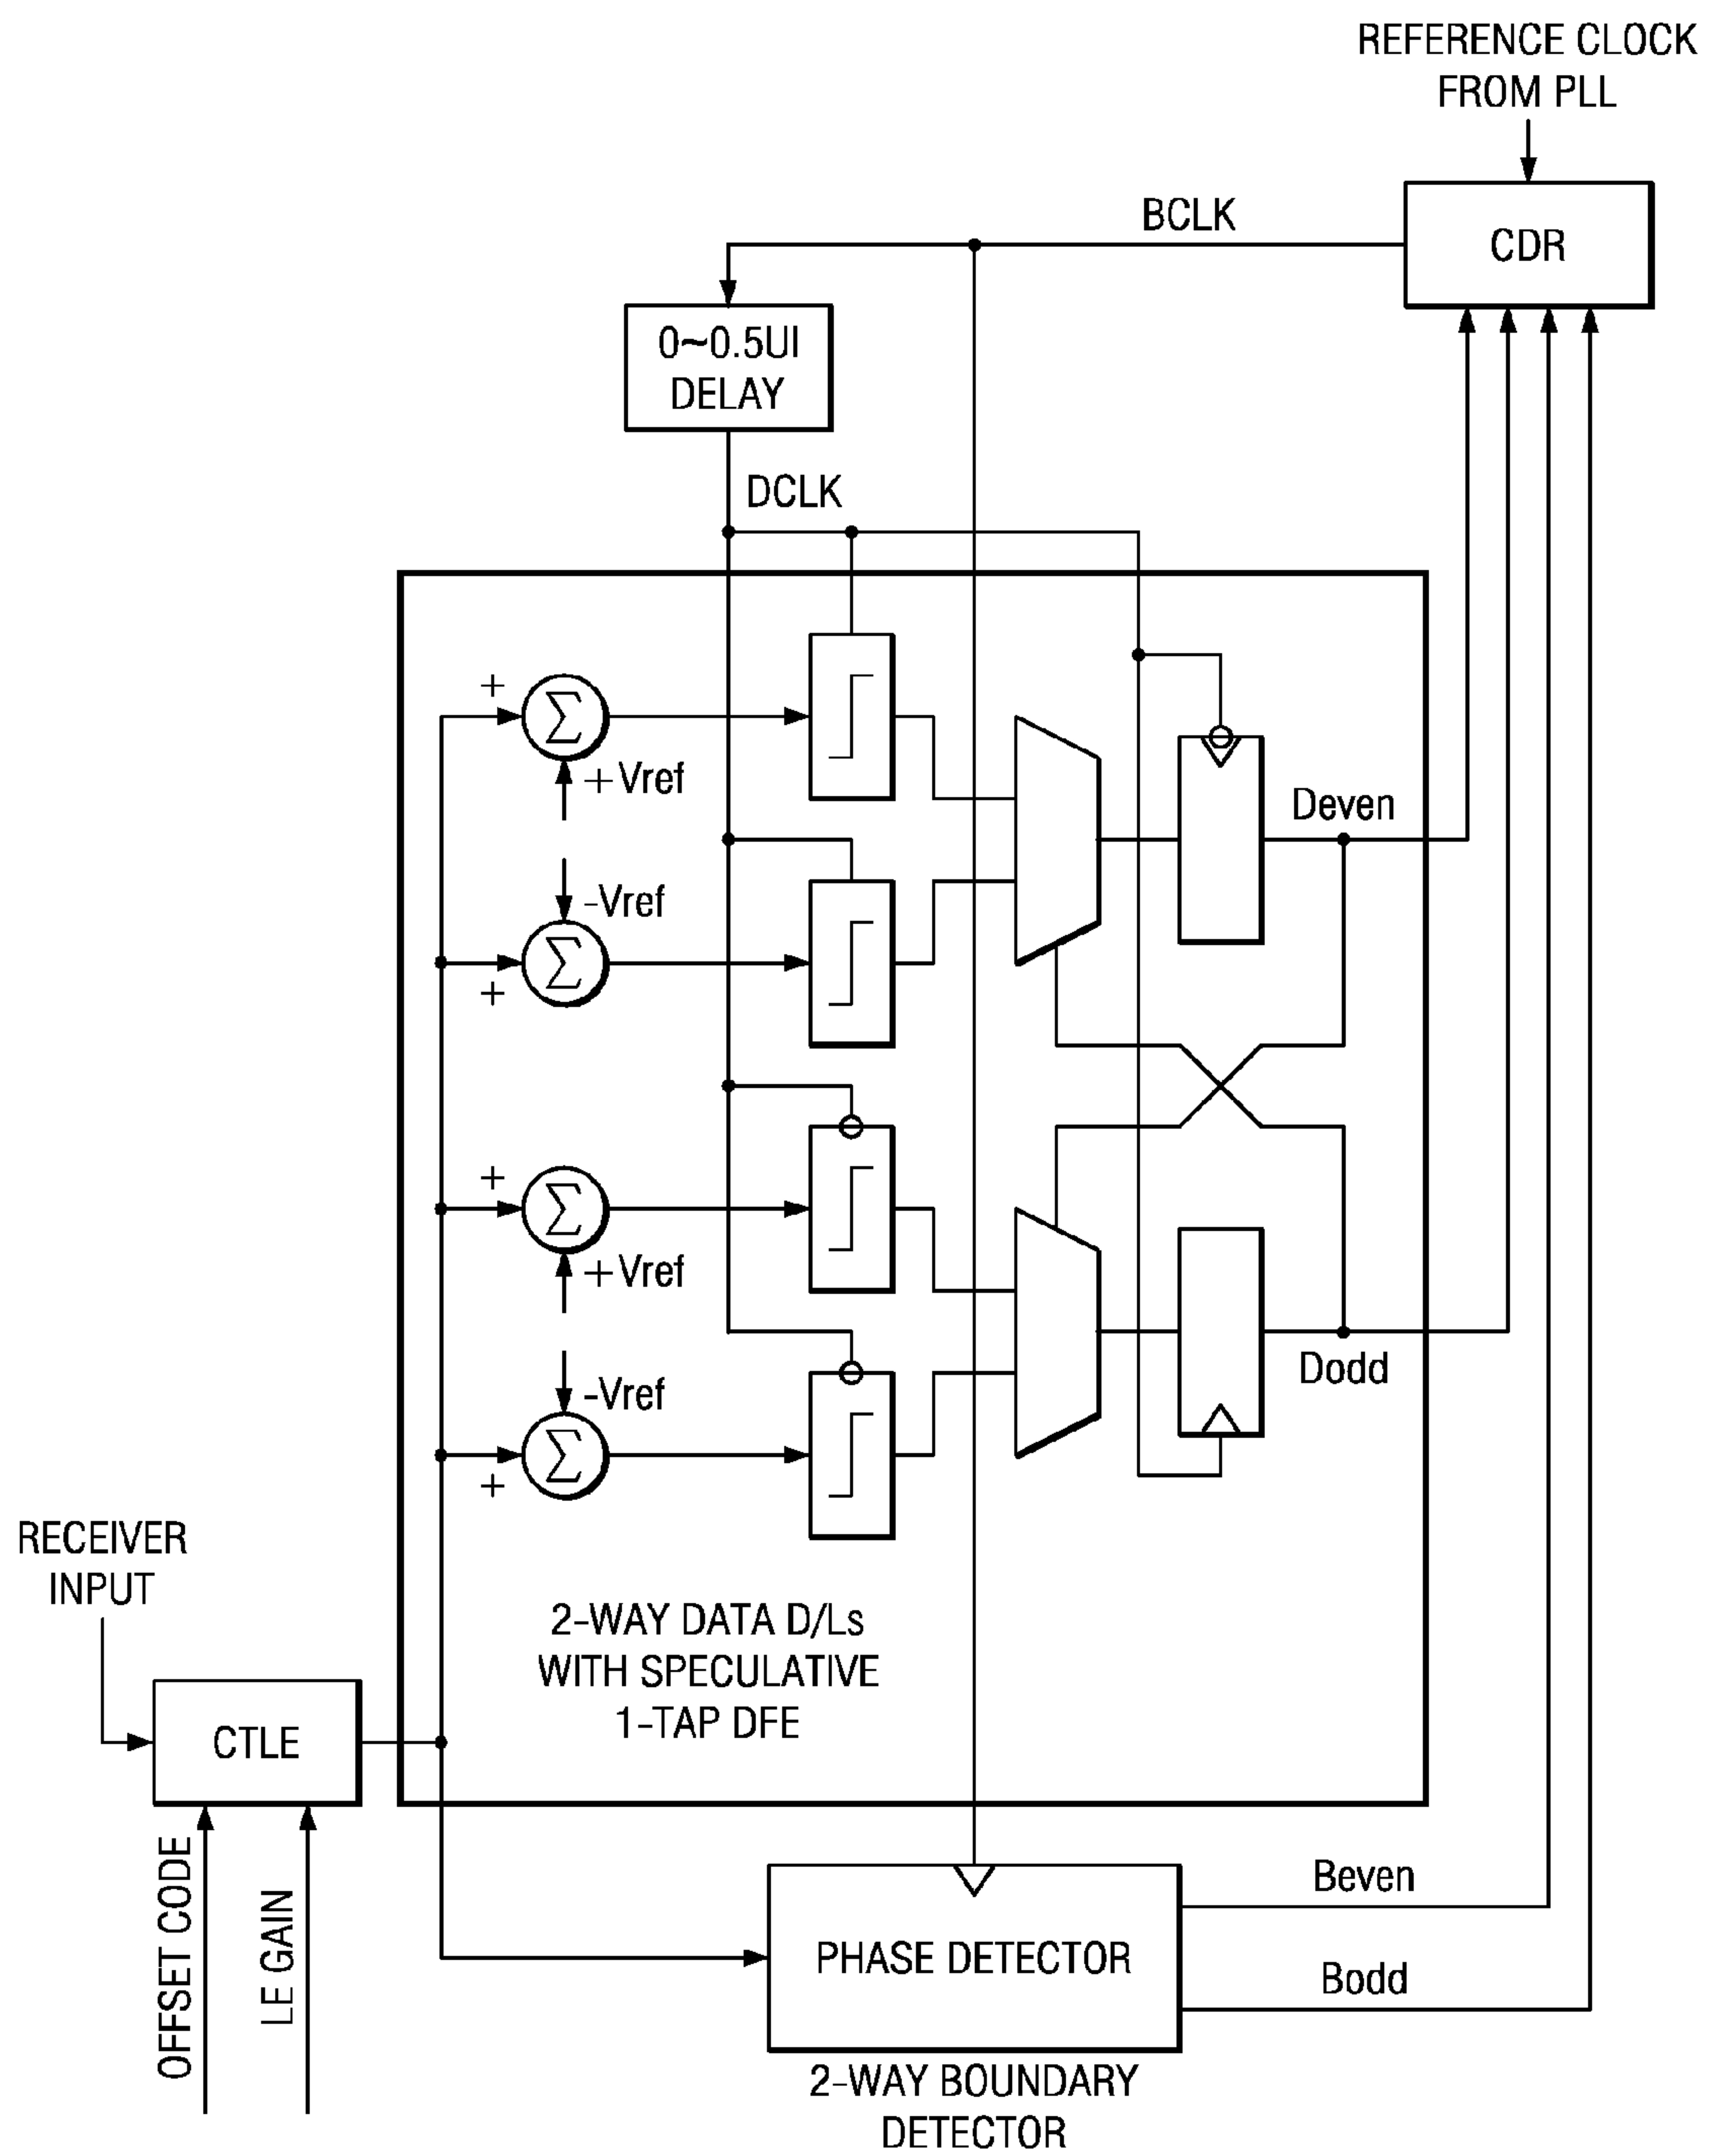 REFERENCE CLOCK
FROM PLL
BCLK
CDR
0~0.5UI
DELAY
DCLK
+
Σ
+Vref
Deven
-Vref
Σ
+
+
Σ
+Vref
-Vref
Dodd
Σ
+
RECEIVER
INPUT
2-WAY DATA D/Ls
WITH SPECULATIVE
1-TAP DFE
CTLE
OFFSET CODE
LE GAIN
Beven
PHASE DETECTOR
Bodd
2-WAY BOUNDARY
DETECTOR